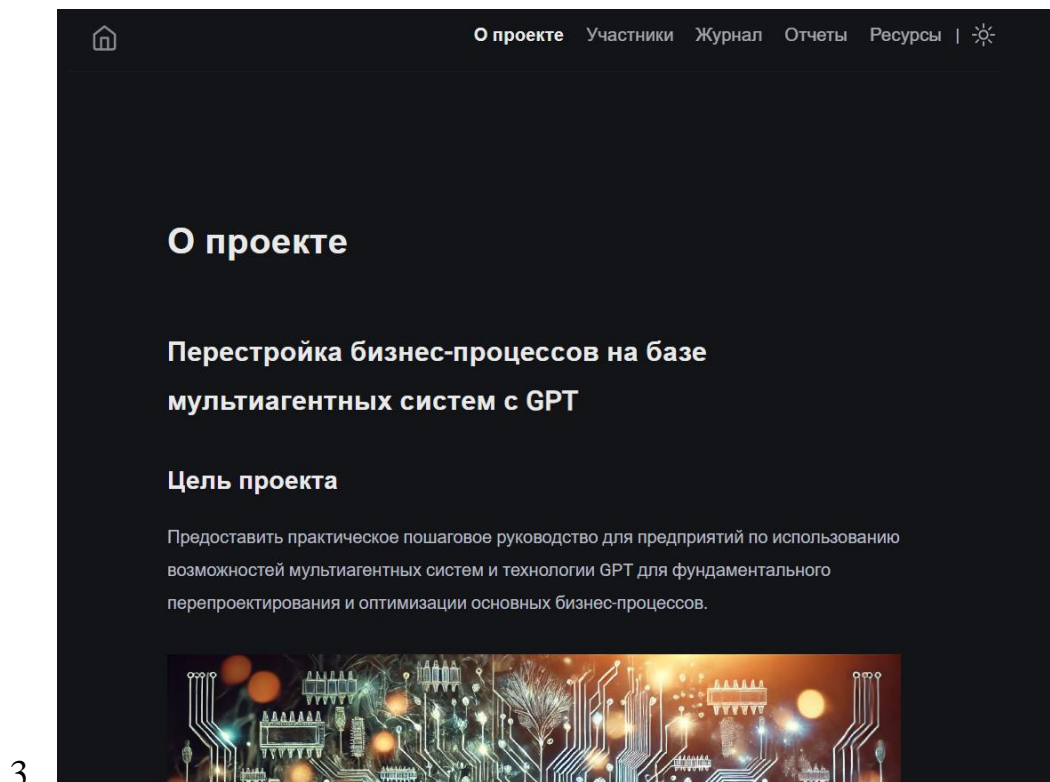 О проекте Участники Журнал Отчеты Ресурсы |
О проекте
Перестройка бизнес-процессов на базе
мультиагентных систем с GPT
Цель проекта
Предоставить практическое пошаговое руководство для предприятий по использованию
возможностей мультиагентных систем и технологии GPT для фундаментального
перепроектирования и оптимизации основных бизнес-процессов.
3